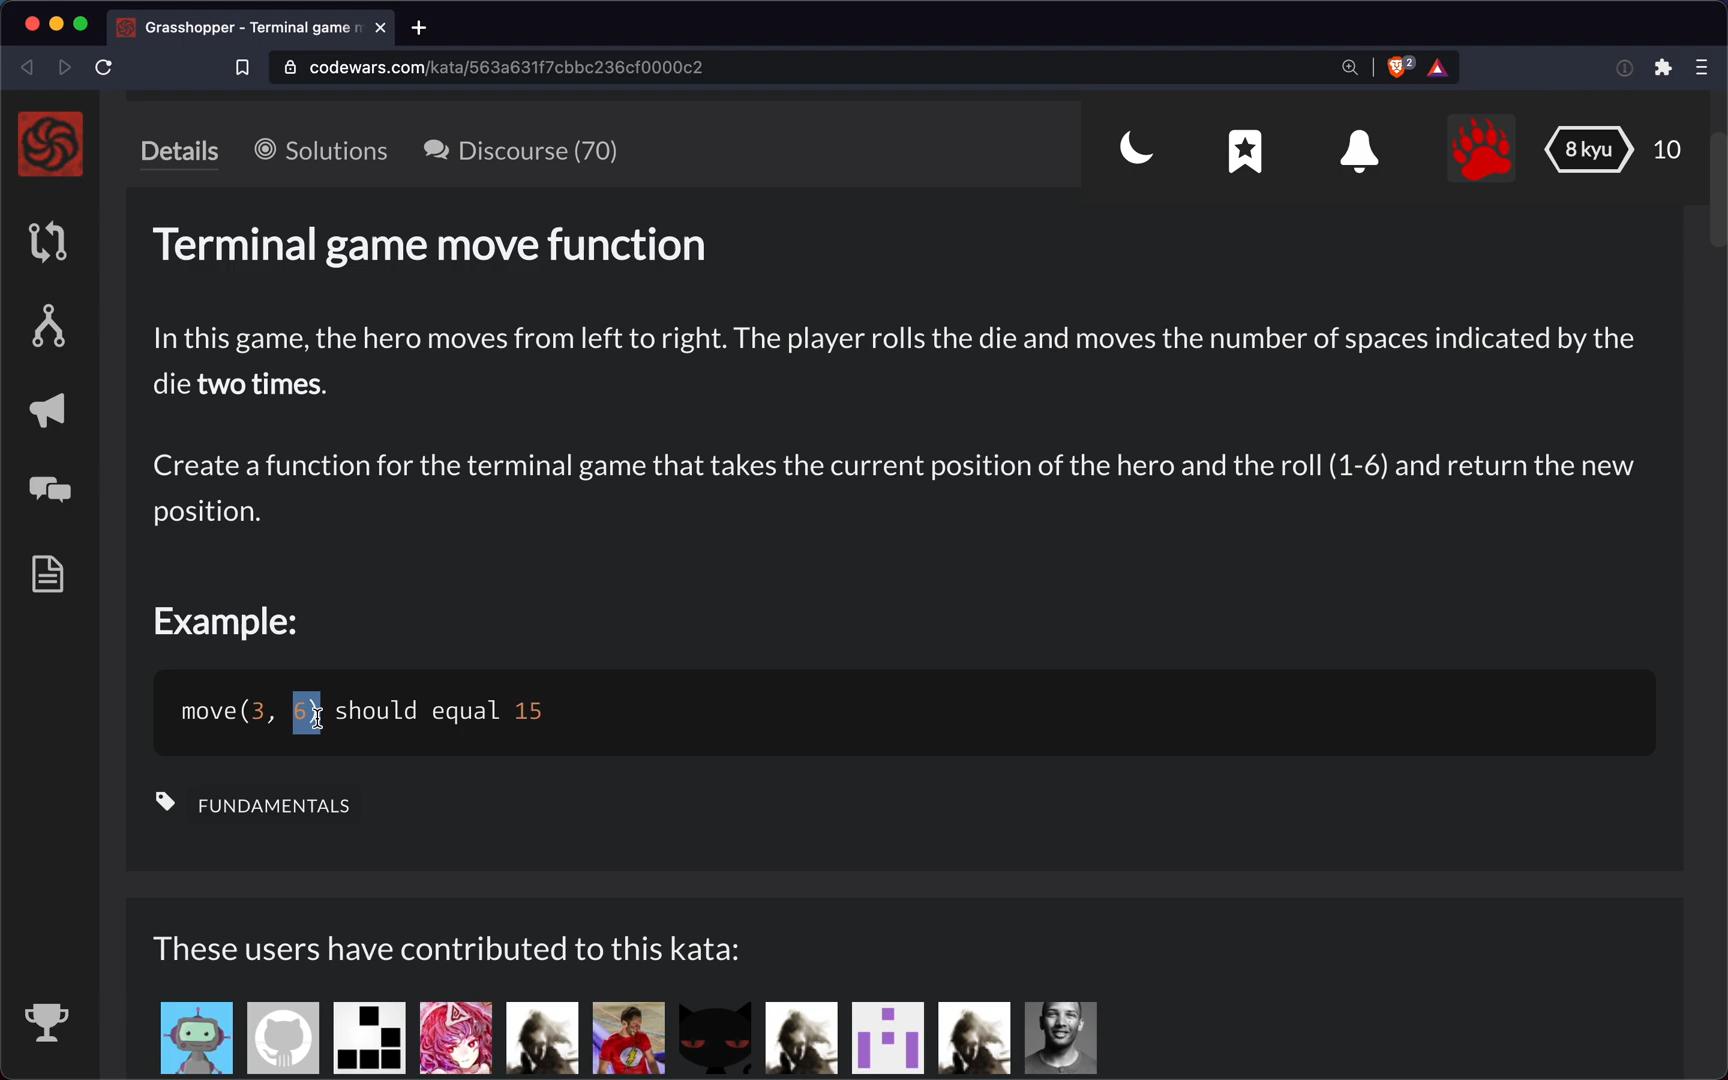 Grasshopper - Terminal game m
codewars.com/kata/563a631f7cbbc236cf0000c2
2
Details
Solutions
Discourse (70)
8 kyu
10
Terminal game move function
In this game, the hero moves from left to right. The player rolls the die and moves the number of spaces indicated by the
die two times.
Create a function for the terminal game that takes the current position of the hero and the roll (1-6) and return the new
position.
Example:
move(3, 6) should equal 15
FUNDAMENTALS
These users have contributed to this kata: